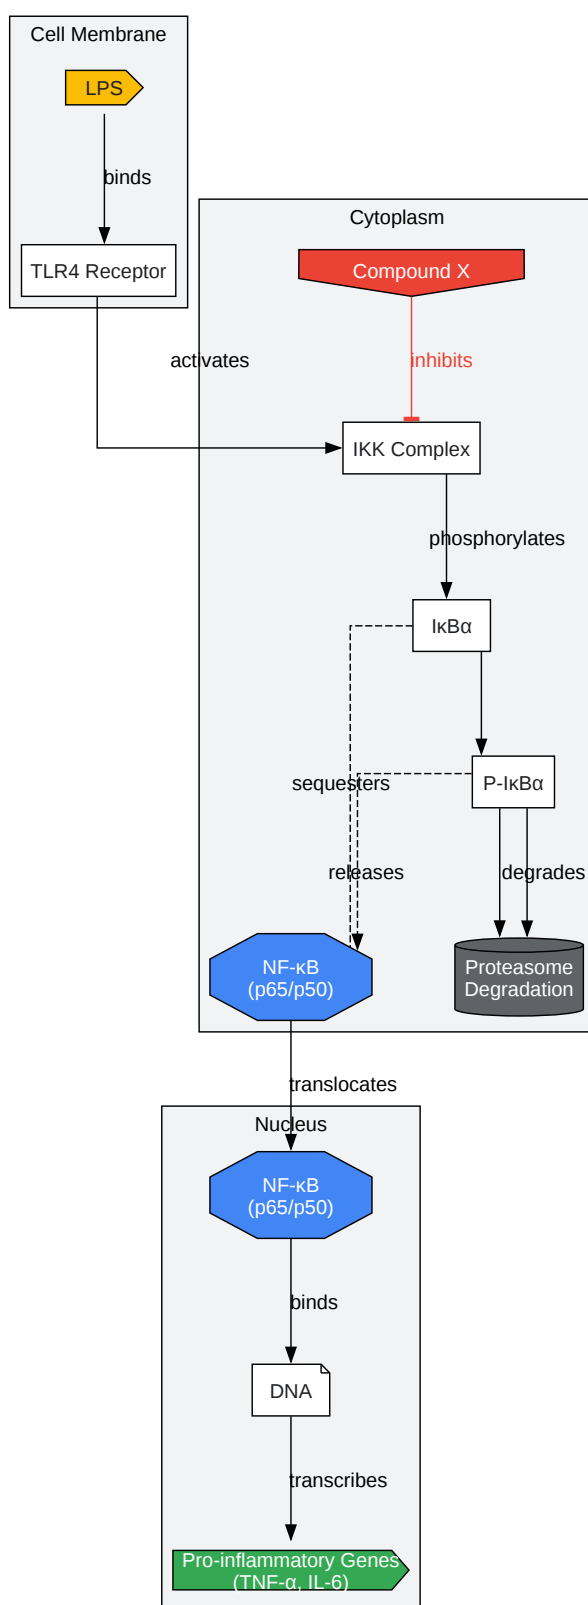 Cell Membrane
LPS
binds
TLR4 Receptor
Cytoplasm
Compound X
activates
inhibits
IKK Complex
phosphorylates
IκBα
sequesters
P-IκBα
releases
degrades
NF-κB
(p65/p50)
Proteasome
Degradation
translocates
Nucleus
NF-κB
(p65/p50)
binds
DNA
transcribes
Pro-inflammatory Genes
(TNF-α, IL-6)